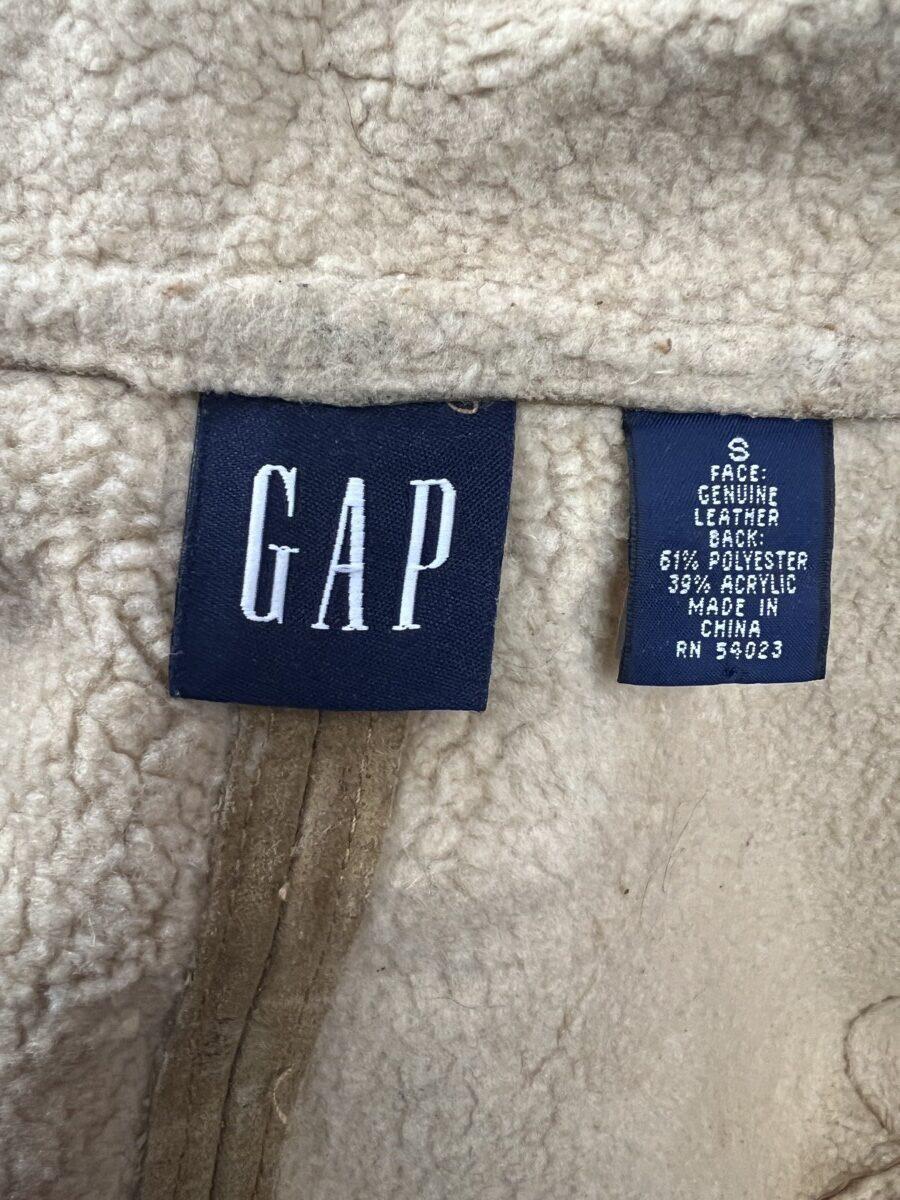 GAP
S
FACE:
GENUINE
LEATHER
BACK:
61% POLYESTER
39% ACRYLIC
MADE IN
CHINA
RN 54023